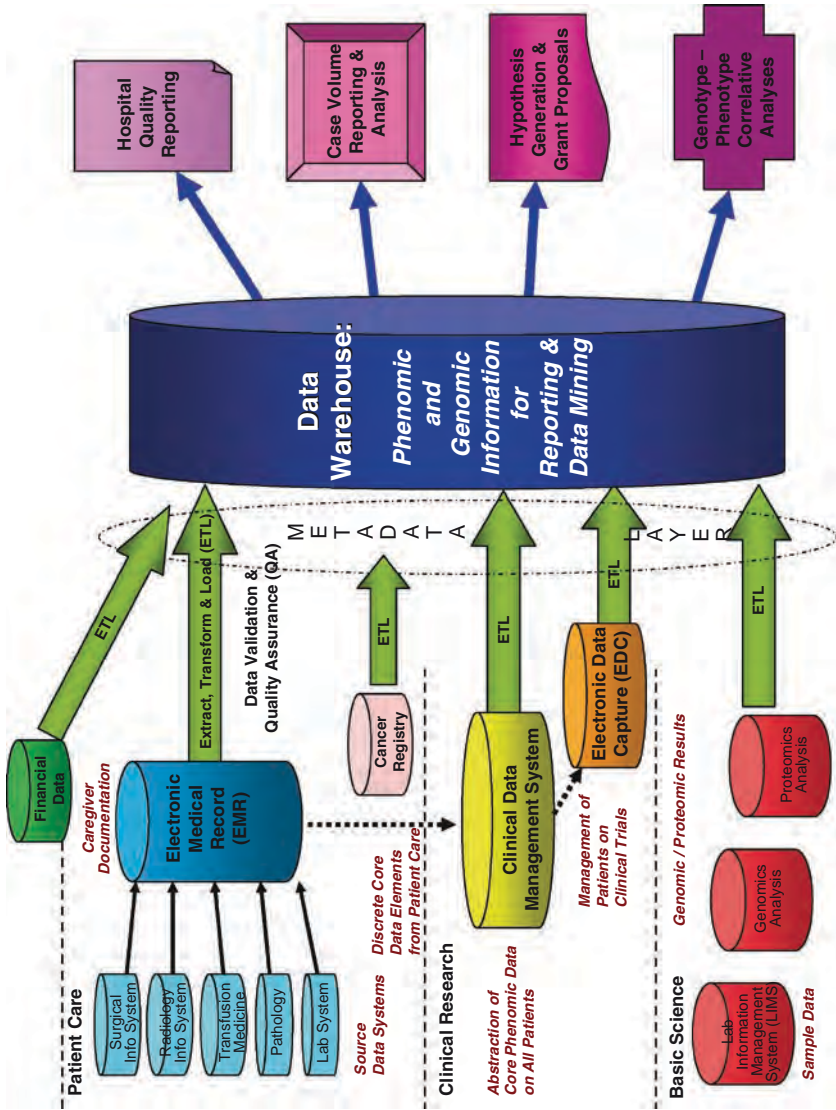 Financial
Data
ETL
Patient Care
Surgical
Info System
Radiology
Info System
Transfusion
Medicine
Pathology
Lab System
Source
Data Systems
Caregiver
Documentation
Electronic
Medical
Record
(EMR)
Extract, Transform & Load (ETL)
Data Validation &
Quality Assurance (QA)
Discrete Core
Data Elements
from Patient Care
Cancer
Registry
ETL
Clinical Research
Abstraction of
Core Phenomic Data
on All Patients
Clinical Data
Management System
ETL
Management of
Patients on
Clinical Trials
Electronic Data
Capture (EDC)
ETL
Basic Science
Lab
Information
Management
System (LIMS)
Sample Data
Genomics
Analysis
Genomic / Proteomic Results
Proteomics
Analysis
ETL
METADATA
LAYER
Data
Warehouse:
Phenomic
and
Genomic
Information
for
Reporting &
Data Mining
Hospital
Quality
Reporting
Case Volume
Reporting &
Analysis
Hypothesis
Generation &
Grant Proposals
Genotype –
Phenotype
Correlative
Analyses